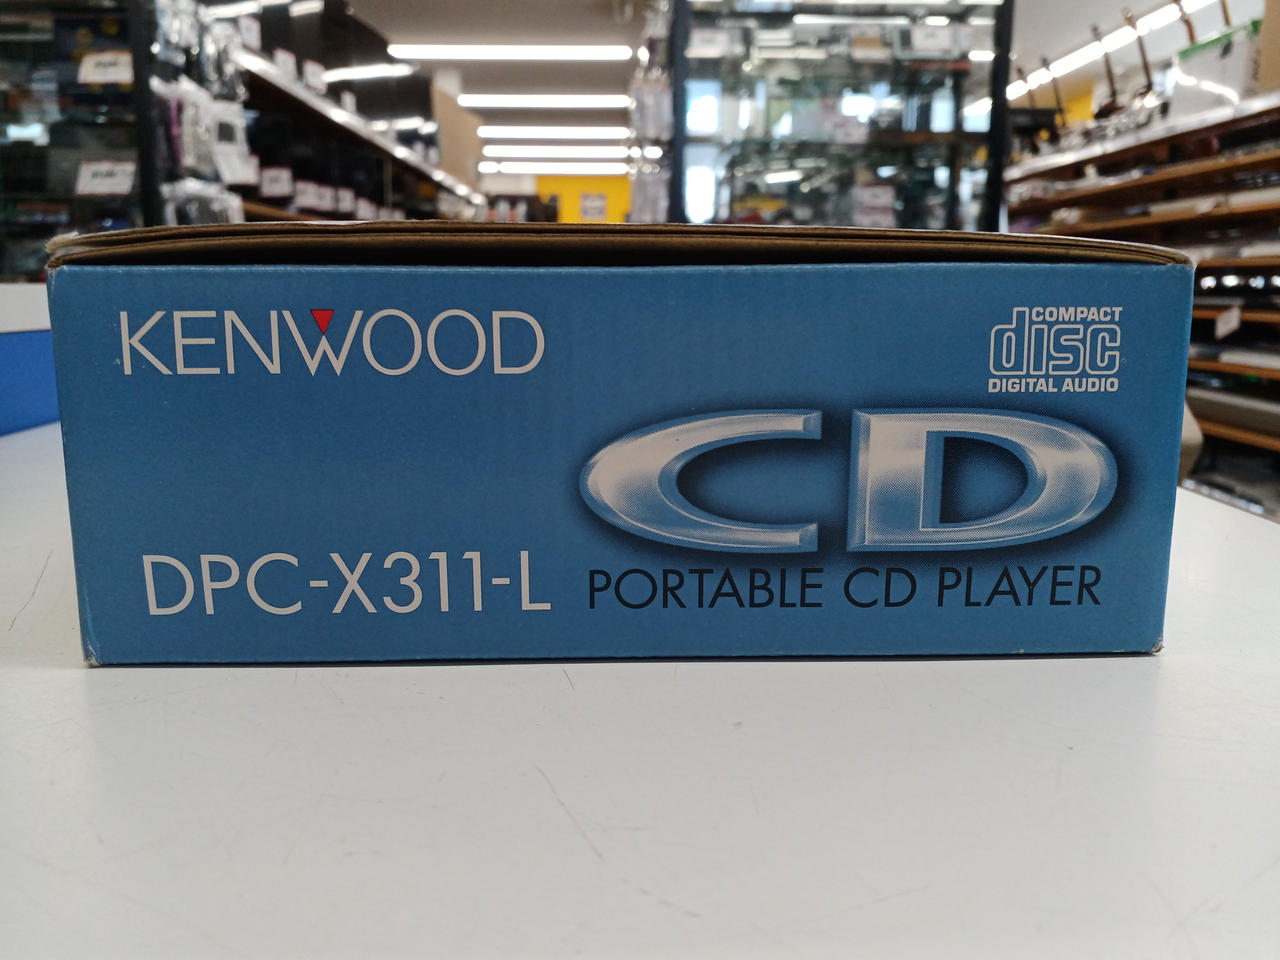 KENWOOD
COMPACT
disc
DIGITAL AUDIO
CD
DPC-X311-L
PORTABLE CD PLAYER